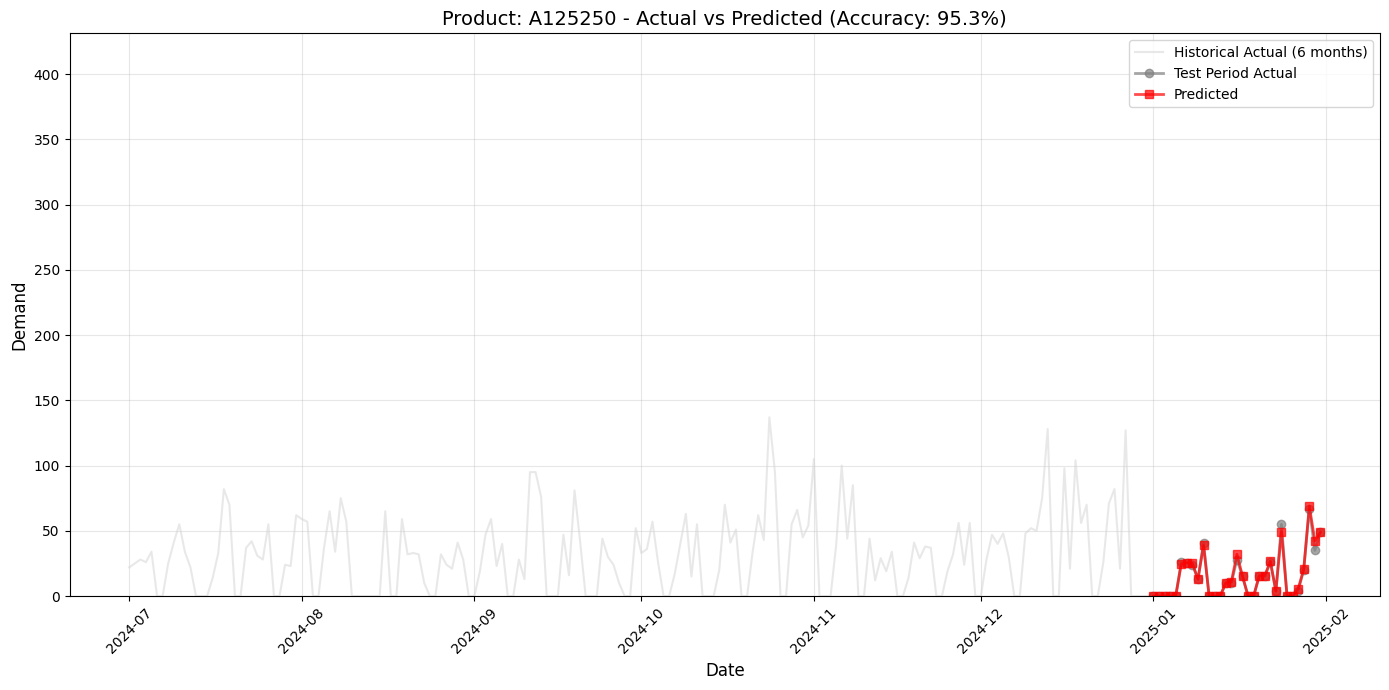 Product: A125250 - Actual vs Predicted (Accuracy: 95.3%)
Historical Actual (6 months)
Test Period Actual
Predicted
400
350
300
250
200
150
100
50
0
Demand
2024-07
2024-08
2024-09
2024-10
2024-11
2024-12
2025-01
2025-02
Date